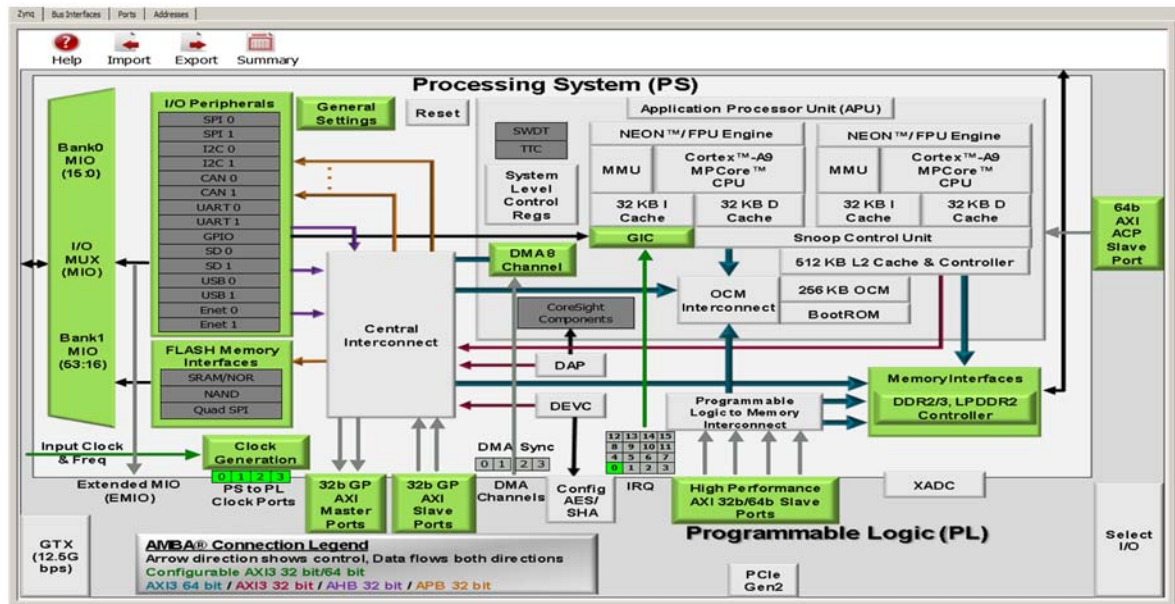 Zynq
Bus Interfaces
Ports
Addresses
Help
Import
Export
Summary
Processing System (PS)
I/O Peripherals
SPI 0
SPI 1
I2C 0
I2C 1
CAN 0
CAN 1
UART 0
UART 1
GPIO
SD 0
SD 1
USB 0
USB 1
Enet 0
Enet 1
General
Settings
Reset
Bank0
MIO
(15:0)
I/O
MUX
(MIO)
Bank1
MIO
(53:16)
FLASH Memory
Interfaces
SRAM/NOR
NAND
Quad SPI
Input Clock
& Freq
Clock
Generation
0 1 2 3
PS to PL
Clock Ports
Extended MIO
(EMIO)
Central
Interconnect
Application Processor Unit (APU)
SWDT
TTC
System
Level
Control
Regs
NEON™/FPU Engine
MMU
Cortex™-A9
MPCore™
CPU
32 KB I
Cache
32 KB D
Cache
NEON™/FPU Engine
MMU
Cortex™-A9
MPCore™
CPU
32 KB I
Cache
32 KB D
Cache
GIC
Snoop Control Unit
DMA 8
Channel
512 KB L2 Cache & Controller
OCM
Interconnect
256 KB OCM
BootROM
CoreSight
Components
DAP
DEVC
Programmable
Logic to Memory
Interconnect
Memory Interfaces
DDR2/3, LPDDR2
Controller
64b
AXI
ACP
Slave
Port
DMA Sync
0 1 2 3
DMA
Channels
12 13 14 15
8 9 10 11
4 5 6 7
0 1 2 3
IRQ
32b GP
AXI
Master
Ports
32b GP
AXI
Slave
Ports
Config
AES/
SHA
High Performance
AXI 32b/64b Slave
Ports
XADC
Programmable Logic (PL)
GTX
(12.5G
bps)
AMBA® Connection Legend
Arrow direction shows control, Data flows both directions
Configurable AXI3 32 bit/64 bit
AXI3 64 bit / AXI3 32 bit / AHB 32 bit / APB 32 bit
PCIe
Gen2
Select
I/O